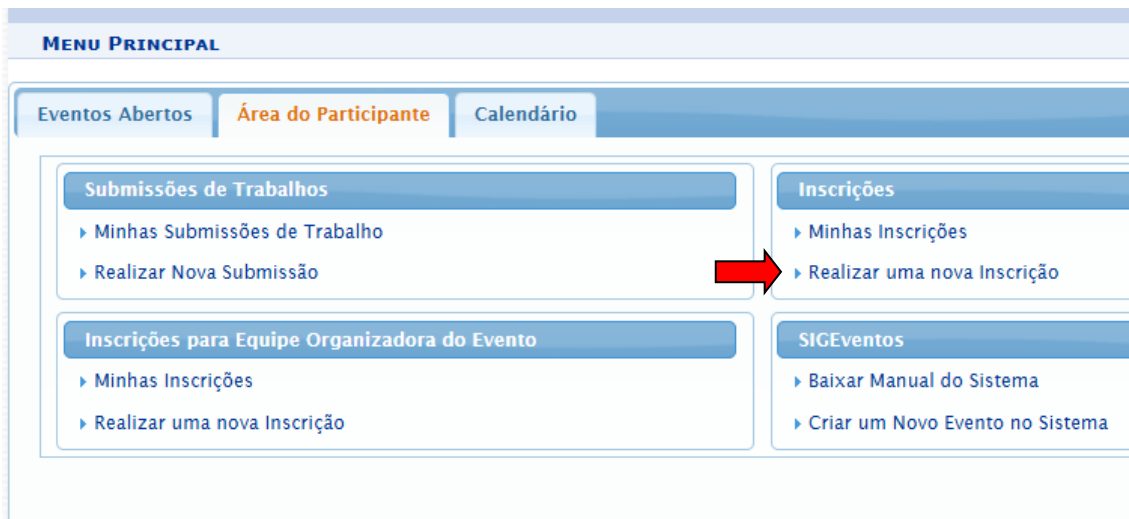 MENU PRINCIPAL
Eventos Abertos
Área do Participante
Calendário
Submissões de Trabalhos
Minhas Submissões de Trabalho
Realizar Nova Submissão
Inscrições
Minhas Inscrições
Realizar uma nova Inscrição
Inscrições para Equipe Organizadora do Evento
Minhas Inscrições
Realizar uma nova Inscrição
SIGEventos
Baixar Manual do Sistema
Criar um Novo Evento no Sistema